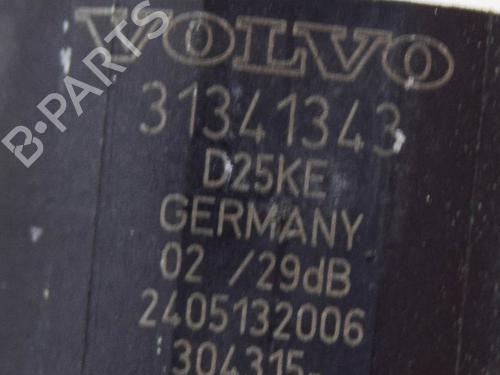 VOLVO
31341343
D25KE
GERMANY
02 /29dB
2405132006
304315-
B-PARTS